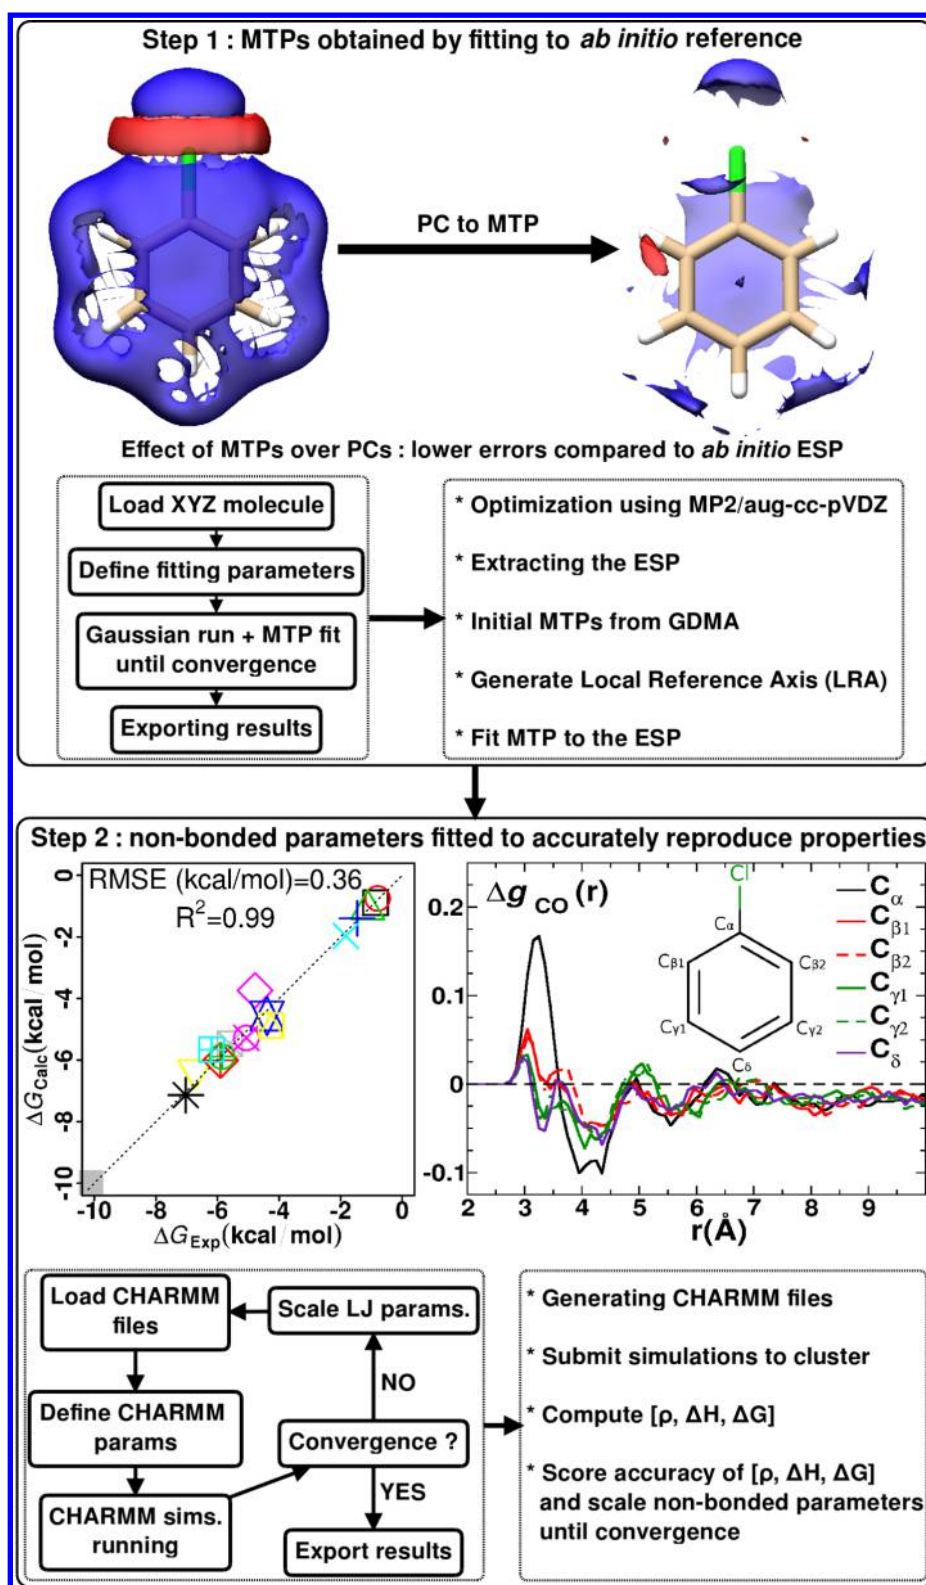 Step 1 : MTPs obtained by fitting to ab initio reference
PC to MTP
Effect of MTPs over PCs : lower errors compared to ab initio ESP
Load XYZ molecule
Define fitting parameters
Gaussian run + MTP fit
until convergence
Exporting results
* Optimization using MP2/aug-cc-pVDZ
* Extracting the ESP
* Initial MTPs from GDMA
* Generate Local Reference Axis (LRA)
* Fit MTP to the ESP
Step 2 : non-bonded parameters fitted to accurately reproduce properties
RMSE (kcal/mol)=0.36
R²=0.99
ΔG_Calc(kcal/mol)
0
-2
-4
-6
-8
-10
-10 -8 -6 -4 -2 0
ΔG_Exp(kcal/mol)
Δg CO (r)
0.2
0.1
0
-0.1
2 3 4 5 6 7 8 9
r(Å)
Cl
Cα
Cβ1 Cβ2
Cγ1 Cγ2
Cδ
Cα
Cβ1
Cβ2
Cγ1
Cγ2
Cδ
Load CHARMM
files
Define CHARMM
params
CHARMM sims.
running
Scale LJ params.
NO
Convergence ?
YES
Export results
* Generating CHARMM files
* Submit simulations to cluster
* Compute [ρ, ΔH, ΔG]
* Score accuracy of [ρ, ΔH, ΔG]
and scale non-bonded parameters
until convergence